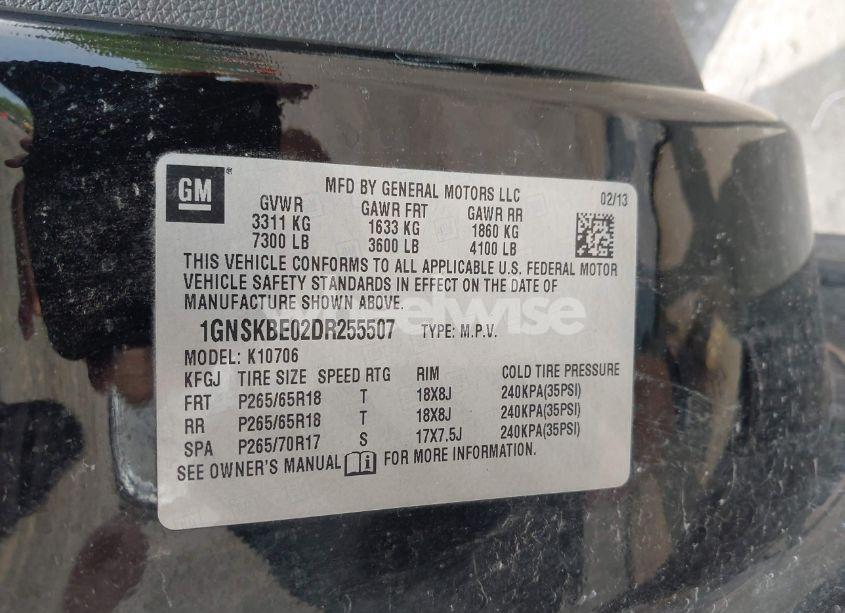 GM
MFD BY GENERAL MOTORS LLC 02/13
GVWR GAWR FRT GAWR RR
3311 KG 1633 KG 1860 KG
7300 LB 3600 LB 4100 LB
THIS VEHICLE CONFORMS TO ALL APPLICABLE U.S. FEDERAL MOTOR
VEHICLE SAFETY STANDARDS IN EFFECT ON THE DATE OF
MANUFACTURE SHOWN ABOVE.
wheelwise
1GNSKBE02DR255507 TYPE: M.P.V.
MODEL: K10706
KFGJ TIRE SIZE SPEED RTG RIM COLD TIRE PRESSURE
FRT P265/65R18 T 18X8J 240KPA(35PSI)
RR P265/65R18 T 18X8J 240KPA(35PSI)
SPA P265/70R17 S 17X7.5J 240KPA(35PSI)
SEE OWNER'S MANUAL FOR MORE INFORMATION.